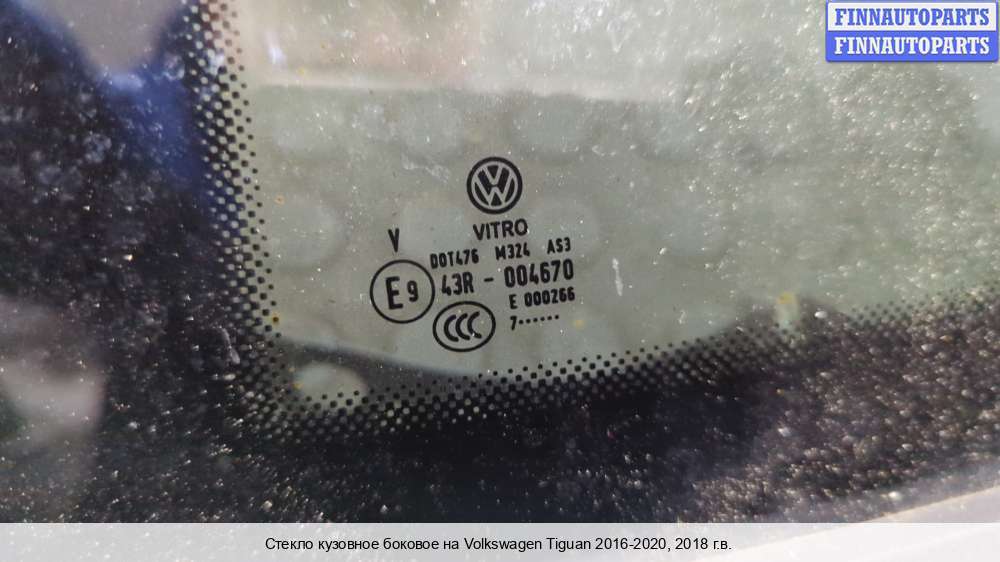 FINNAUTOPARTS
FINNAUTOPARTS
VITRO
V
DOT476 M324 AS3
E9 43R - 004670
E 000266
CCC 7······
Стекло кузовное боковое на Volkswagen Tiguan 2016-2020, 2018 г.в.